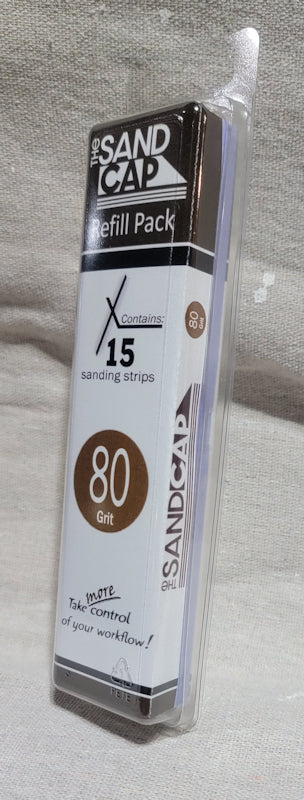 THE SAND
CAP
Refill Pack
Contains:
15
sanding strips
80
Grit
more
Take control
of your workflow!
80
Grit
THE SANDCAP